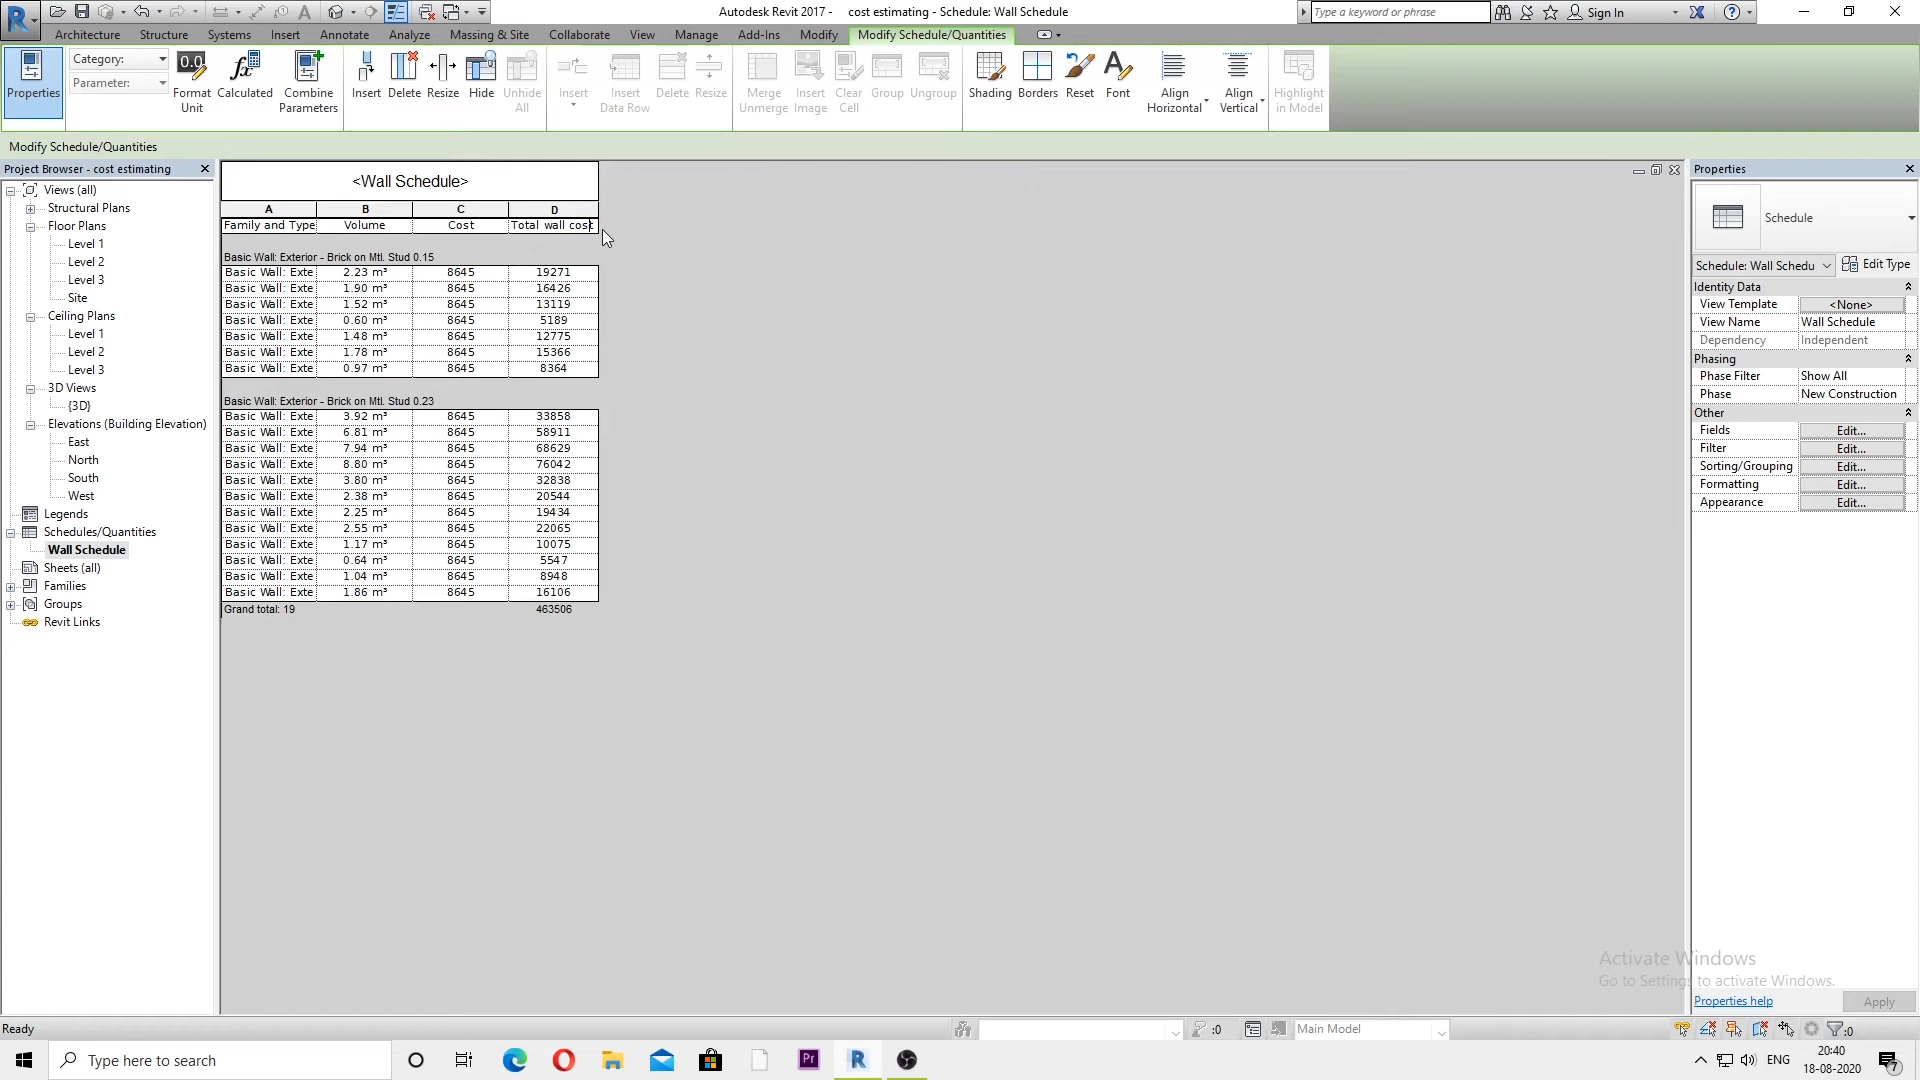 Autodesk Revit 2017 - cost estimating - Schedule: Wall Schedule
Type a keyword or phrase
Sign In
Architecture Structure Systems Insert Annotate Analyze Massing & Site Collaborate View Manage Add-Ins Modify Modify Schedule/Quantities
Properties
Category:
Parameter:
Format
Unit
Calculated
Combine
Parameters
Insert
Delete
Resize
Hide
Unhide
All
Insert
Insert
Data Row
Delete
Resize
Merge
Unmerge
Insert
Image
Clear
Cell
Group
Ungroup
Shading
Borders
Reset
Font
Align
Horizontal
Align
Vertical
Highlight
in Model
Modify Schedule/Quantities
Project Browser - cost estimating
Views (all)
Structural Plans
Floor Plans
Level 1
Level 2
Level 3
Site
Ceiling Plans
Level 1
Level 2
Level 3
3D Views
{3D}
Elevations (Building Elevation)
East
North
South
West
Legends
Schedules/Quantities
Wall Schedule
Sheets (all)
Families
Groups
Revit Links
<Wall Schedule>
A B C D
Family and Type Volume Cost Total wall cost
Basic Wall: Exterior - Brick on Mtl. Stud 0.15
Basic Wall: Exte 2.23 m³ 8645 19271
Basic Wall: Exte 1.90 m³ 8645 16426
Basic Wall: Exte 1.52 m³ 8645 13119
Basic Wall: Exte 0.60 m³ 8645 5189
Basic Wall: Exte 1.48 m³ 8645 12775
Basic Wall: Exte 1.78 m³ 8645 15366
Basic Wall: Exte 0.97 m³ 8645 8364
Basic Wall: Exterior - Brick on Mtl. Stud 0.23
Basic Wall: Exte 3.92 m³ 8645 33858
Basic Wall: Exte 6.81 m³ 8645 58911
Basic Wall: Exte 7.94 m³ 8645 68629
Basic Wall: Exte 8.80 m³ 8645 76042
Basic Wall: Exte 3.80 m³ 8645 32838
Basic Wall: Exte 2.38 m³ 8645 20544
Basic Wall: Exte 2.25 m³ 8645 19434
Basic Wall: Exte 2.55 m³ 8645 22065
Basic Wall: Exte 1.17 m³ 8645 10075
Basic Wall: Exte 0.64 m³ 8645 5547
Basic Wall: Exte 1.04 m³ 8645 8948
Basic Wall: Exte 1.86 m³ 8645 16106
Grand total: 19 463506
Properties
Schedule
Schedule: Wall Schedu Edit Type
Identity Data
View Template <None>
View Name Wall Schedule
Dependency Independent
Phasing
Phase Filter Show All
Phase New Construction
Other
Fields Edit...
Filter Edit...
Sorting/Grouping Edit...
Formatting Edit...
Appearance Edit...
Activate Windows
Go to Settings to activate Windows.
Properties help
Apply
Ready
:0
Main Model
:0
Type here to search
ENG
20:40
18-08-2020
7